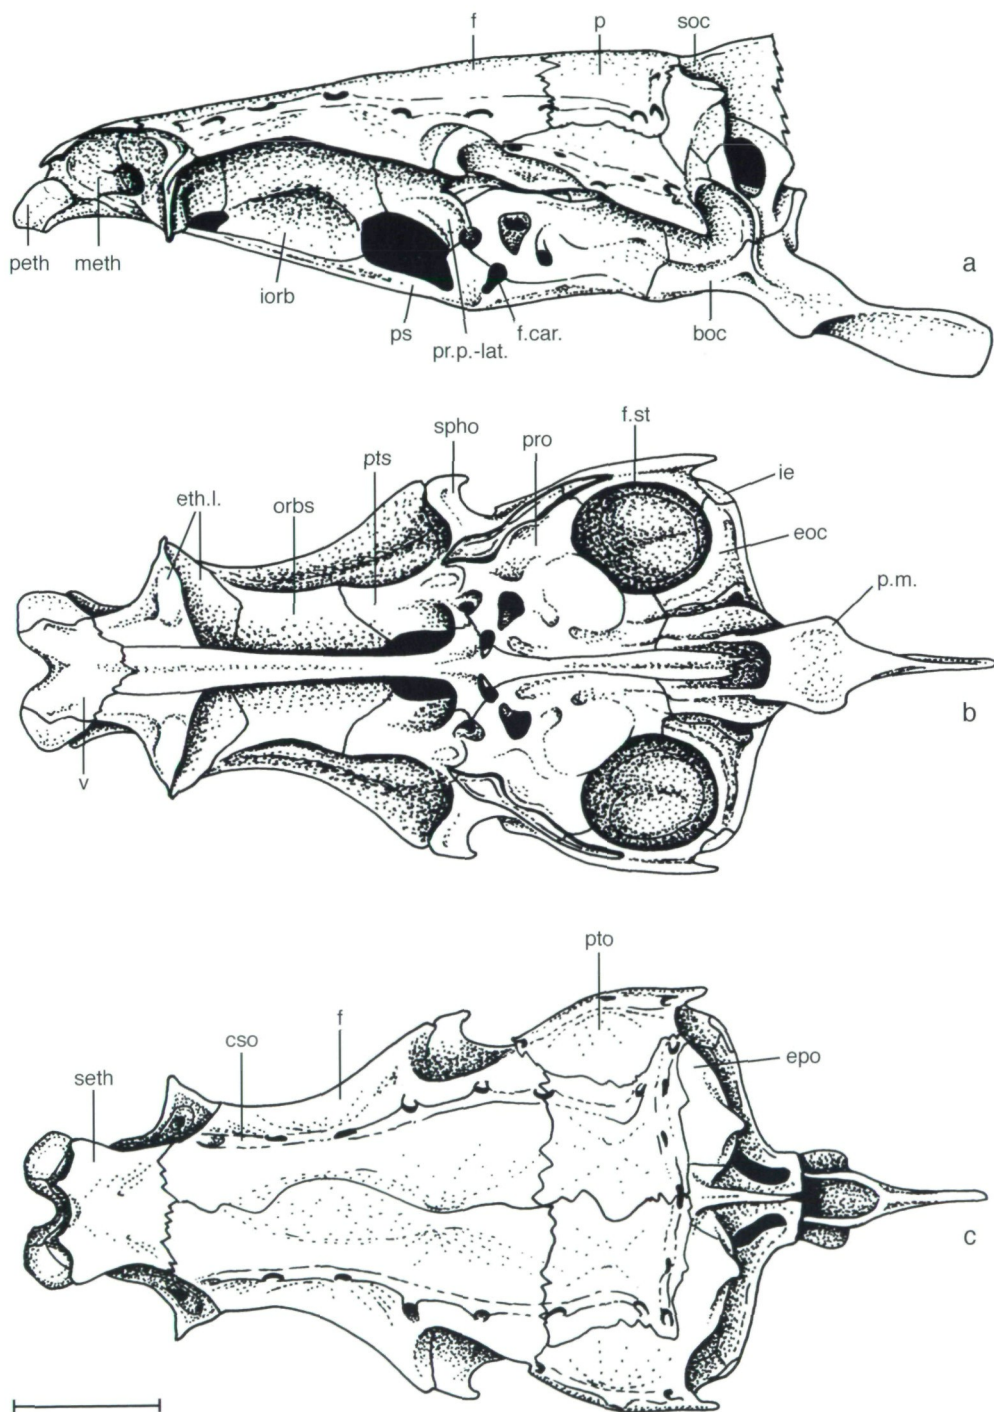 f p soc
peth meth
iorb
ps
pr.p.-lat.
f.car.
boc
a
f.st
spho pro
pts ie
eth.l. orbs
eoc
p.m.
b
v
pto
f
cso
epo
seth
c